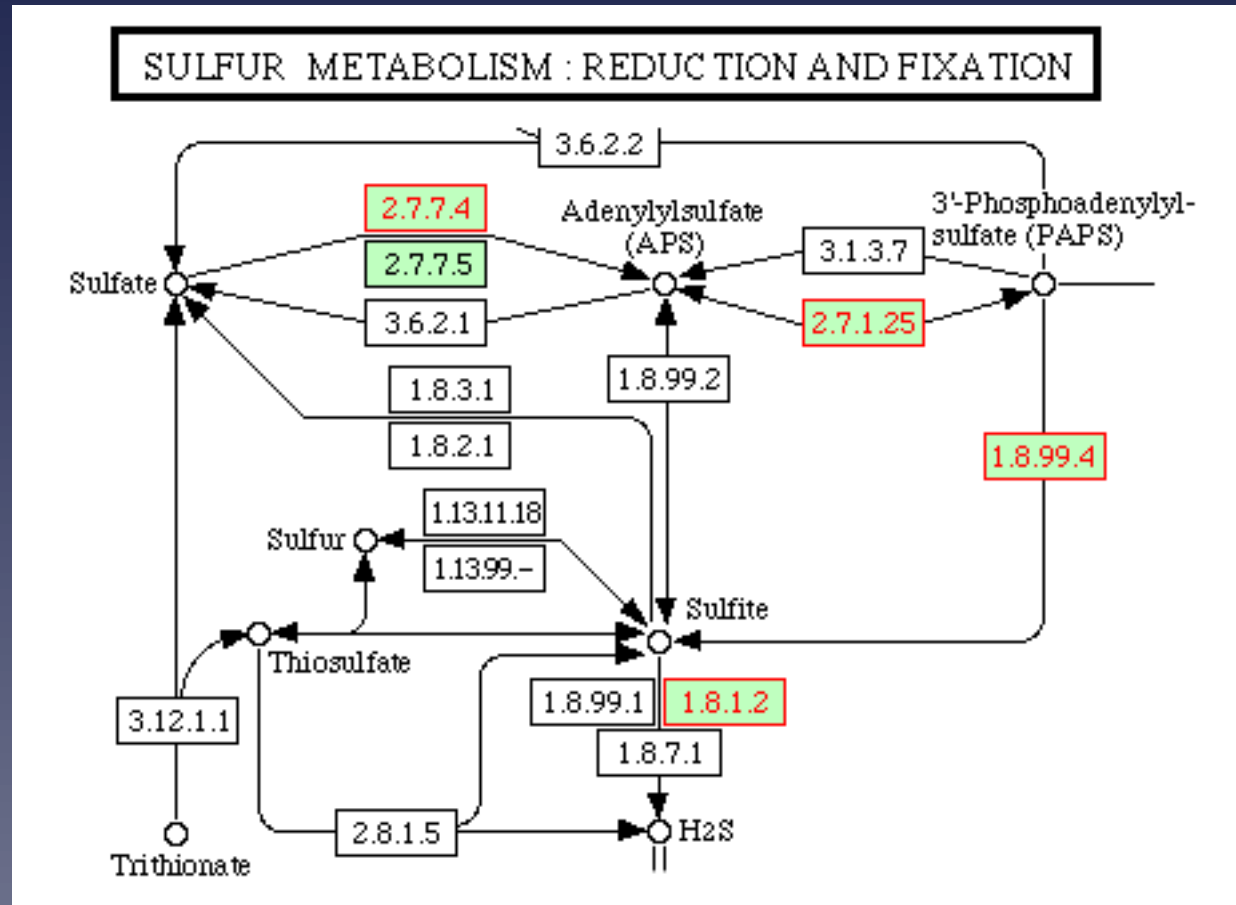 SULFUR METABOLISM : REDUCTION AND FIXATION
3.6.2.2
2.7.7.4
Adenylylsulfate
(APS)
3'-Phosphoadenylyl-
sulfate (PAPS)
3.1.3.7
2.7.7.5
Sulfate
3.6.2.1
2.7.1.25
1.8.3.1
1.8.99.2
1.8.2.1
1.8.99.4
1.13.11.18
Sulfur
1.13.99.–
Sulfite
Thiosulfate
1.8.99.1
1.8.1.2
3.12.1.1
1.8.7.1
2.8.1.5
H2S
Trithionate